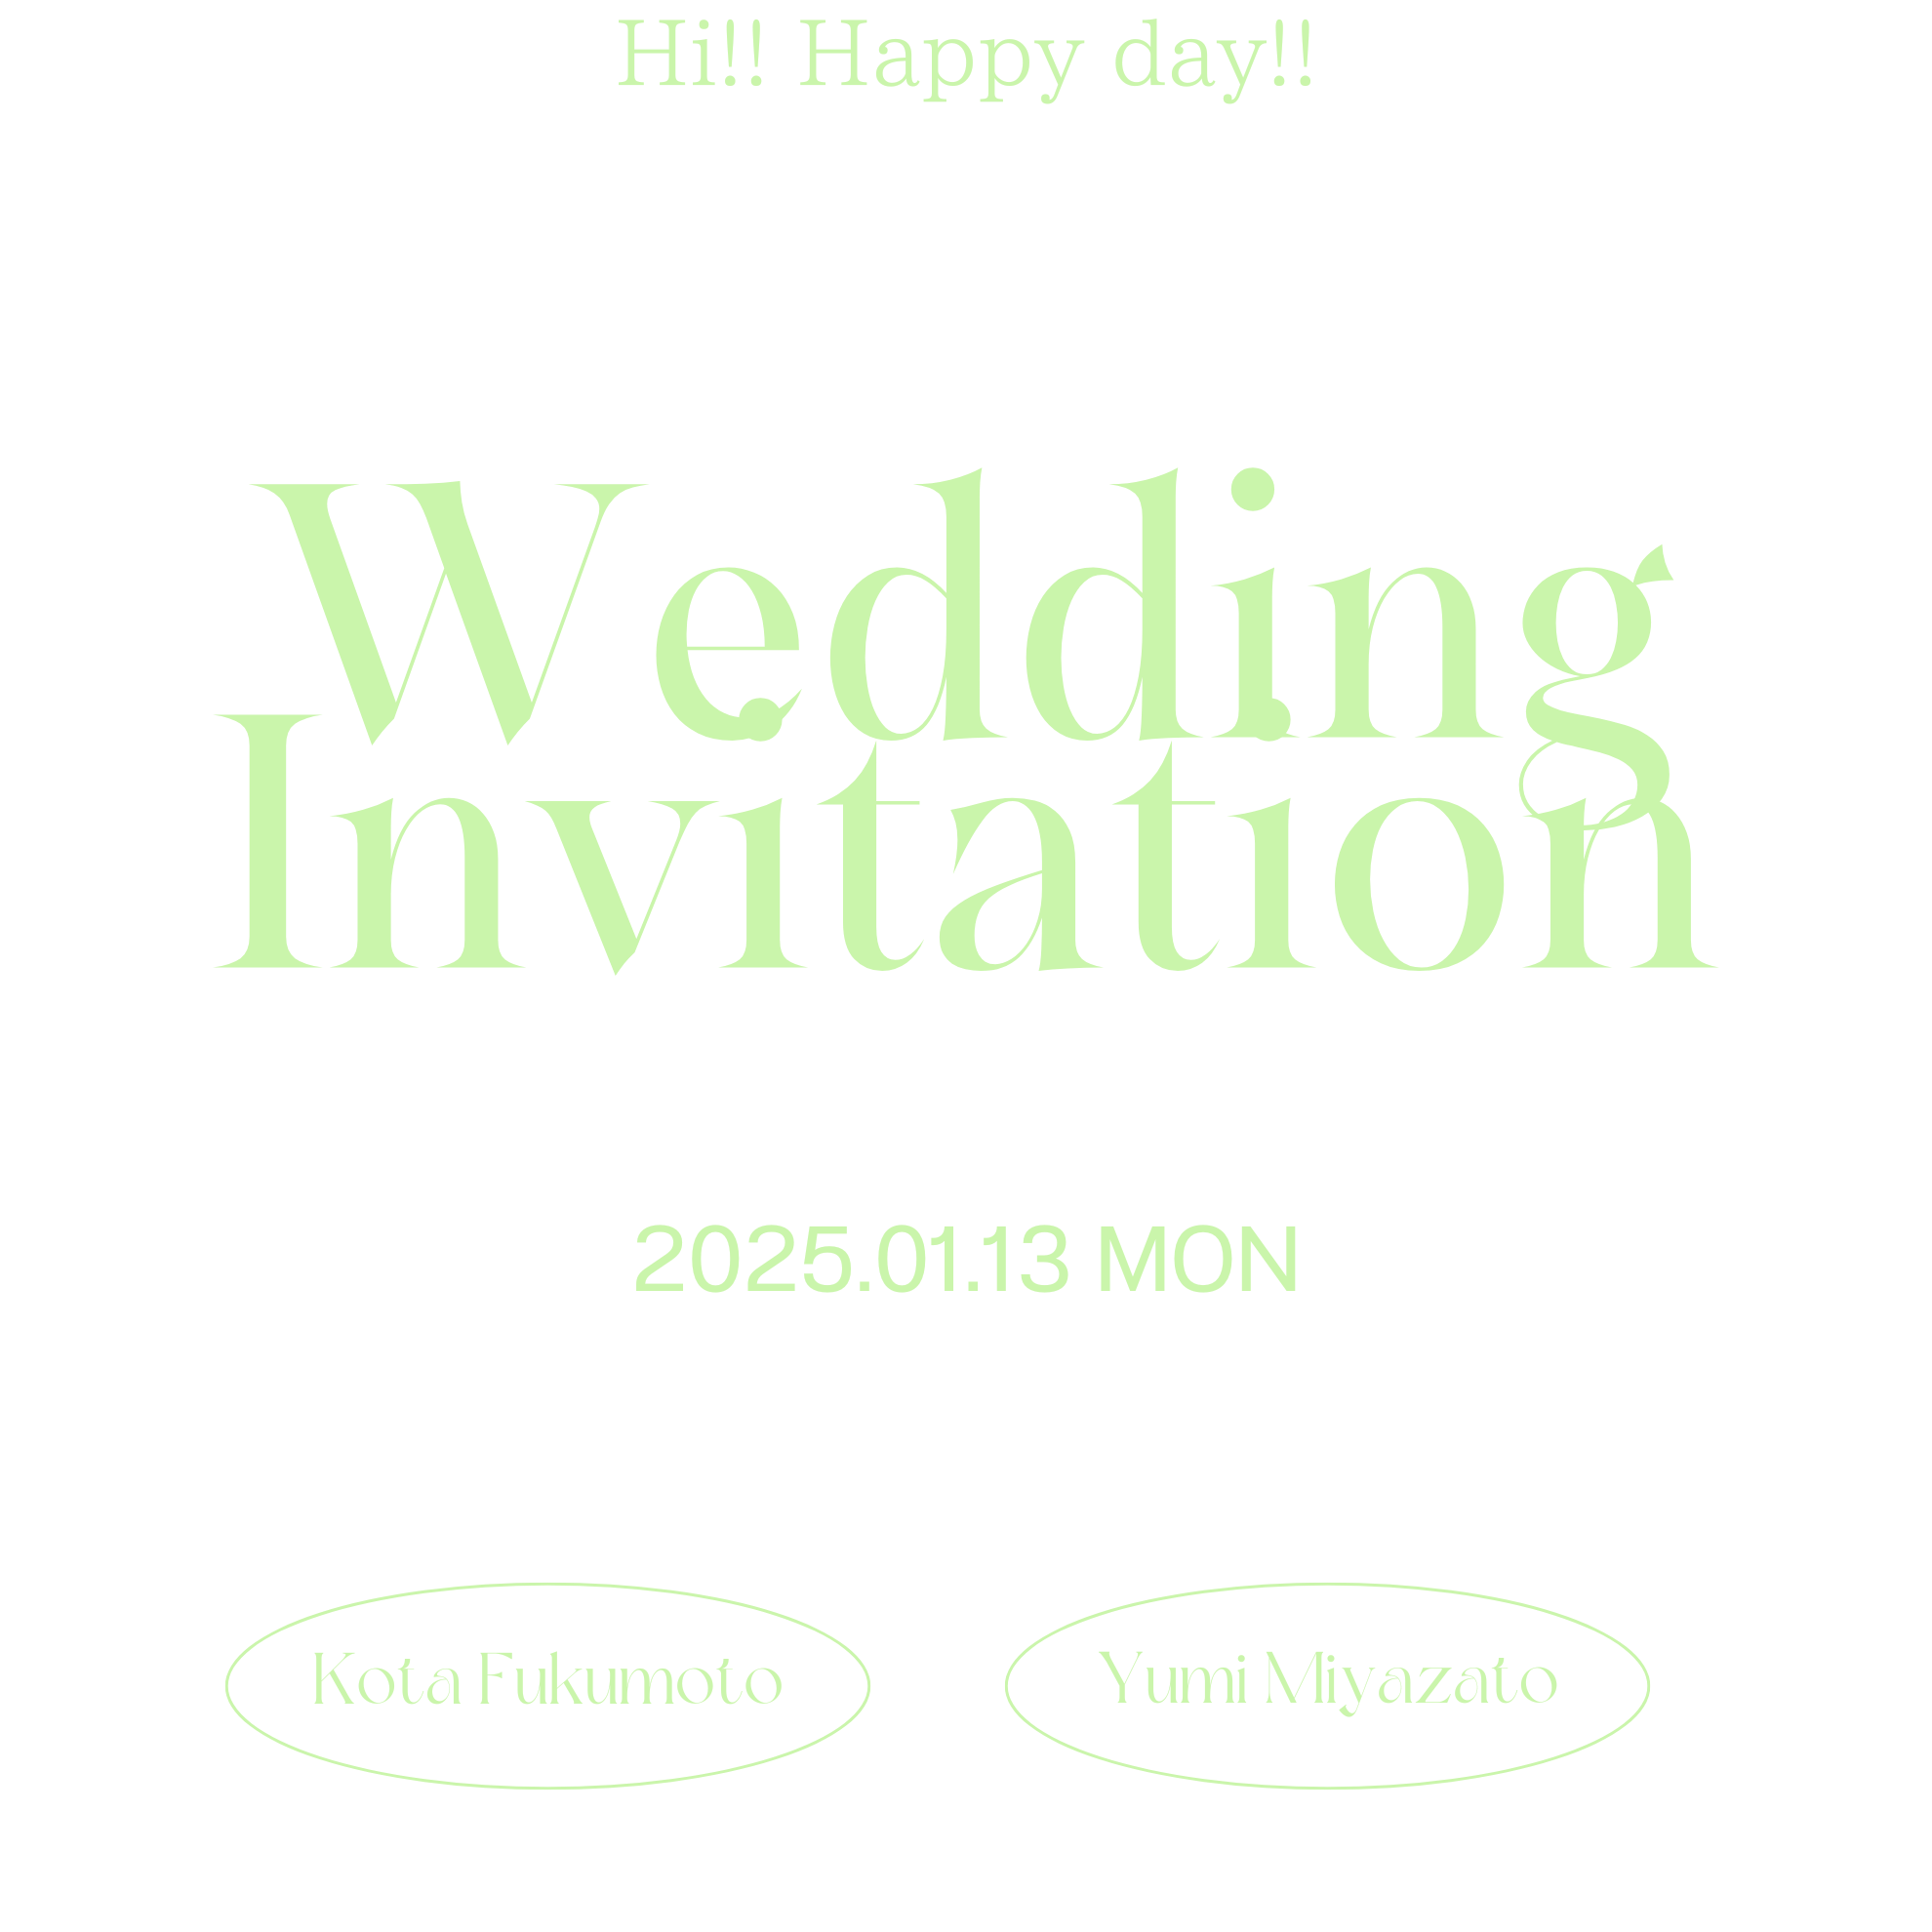 Hi!! Happy day!!
Wedding
Invitation
2025.01.13 MON
Kota Fukumoto
Yumi Miyazato